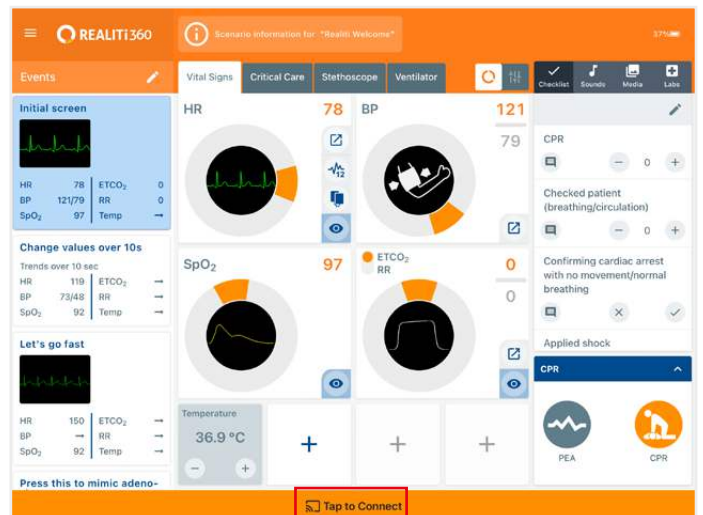 REALITi360
Scenario information for "Realiti Welcome"
37%
Events
Vital Signs
Critical Care
Stethoscope
Ventilator
Checklist
Sounds
Media
Labs
Initial screen
HR 78 ETCO₂ 0
BP 121/79 RR 0
SpO₂ 97 Temp →
Change values over 10s
Trends over 10 sec
HR 119 ETCO₂ →
BP 73/48 RR →
SpO₂ 92 Temp →
Let's go fast
HR 150 ETCO₂ →
BP → RR →
SpO₂ 92 Temp →
Press this to mimic adeno-
HR 78
12
BP 121
79
SpO₂ 97
ETCO₂ 0
RR 0
Temperature
36.9 °C
− +
+
+
+
CPR
− 0 +
Checked patient
(breathing/circulation)
− 0 +
Confirming cardiac arrest
with no movement/normal
breathing
Applied shock
CPR
PEA
CPR
Tap to Connect